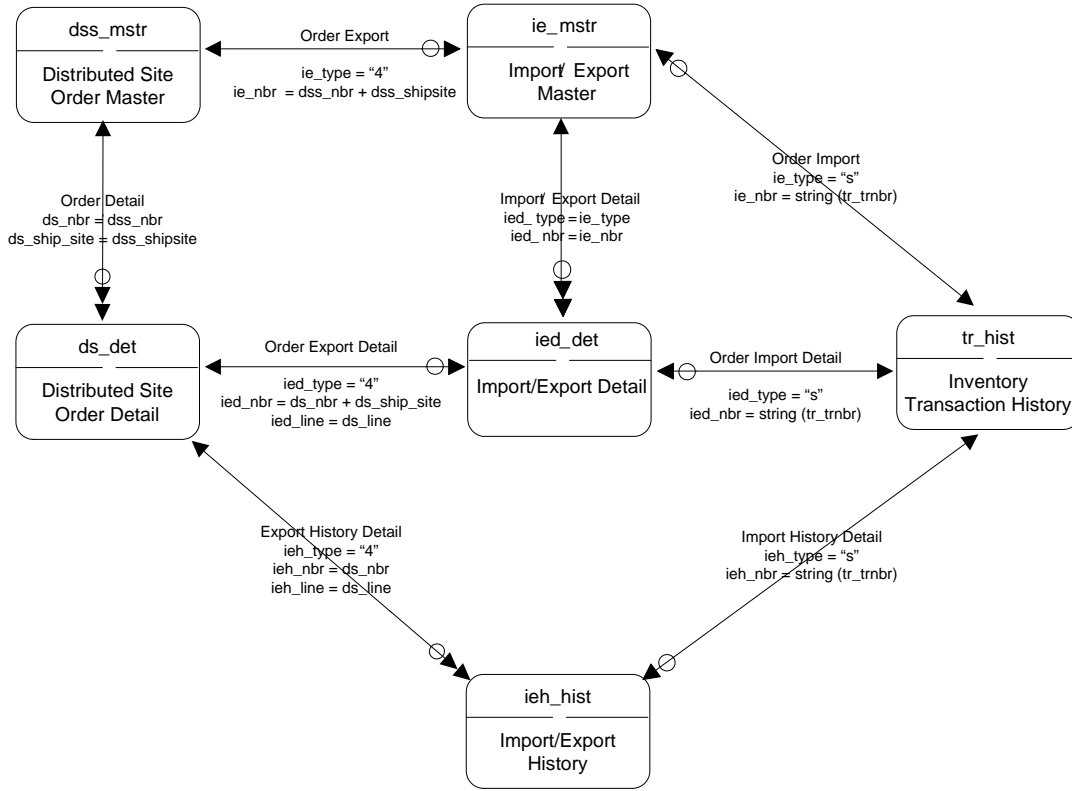 dss_mstr
Distributed Site
Order Master
Order Export
ie_type = “4”
ie_nbr = dss_nbr + dss_shipsite
ie_mstr
Import/ Export
Master
Order Detail
ds_nbr = dss_nbr
ds_ship_site = dss_shipsite
Import/ Export Detail
ied_ type = ie_type
ied_ nbr = ie_nbr
Order Import
ie_type = “s”
ie_nbr = string (tr_trnbr)
ds_det
Distributed Site
Order Detail
Order Export Detail
ied_type = “4”
ied_nbr = ds_nbr + ds_ship_site
ied_line = ds_line
ied_det
Import/Export Detail
Order Import Detail
ied_type = “s”
ied_nbr = string (tr_trnbr)
tr_hist
Inventory
Transaction History
Export History Detail
ieh_type = “4”
ieh_nbr = ds_nbr
ieh_line = ds_line
Import History Detail
ieh_type = “s”
ieh_nbr = string (tr_trnbr)
ieh_hist
Import/Export
History